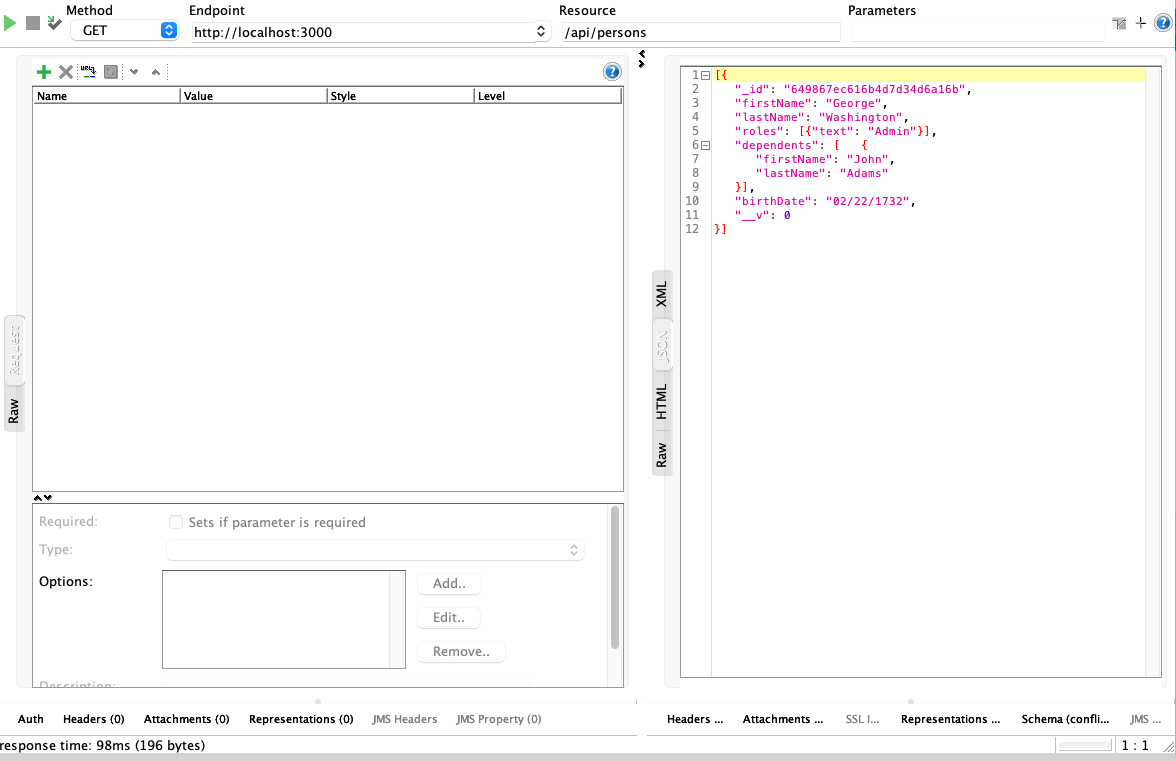 Method
Endpoint
Resource
Parameters
GET
http://localhost:3000
/api/persons
Name
Value
Style
Level
Request
Raw
Required:
Sets if parameter is required
Type:
Options:
Add..
Edit..
Remove..
Description:
XML
JSON
HTML
Raw
1 [{
2 "_id": "649867ec616b4d7d34d6a16b",
3 "firstName": "George",
4 "lastName": "Washington",
5 "roles": [{"text": "Admin"}],
6 "dependents": [ {
7 "firstName": "John",
8 "lastName": "Adams"
9 }],
10 "birthDate": "02/22/1732",
11 "__v": 0
12 }]
Auth
Headers (0)
Attachments (0)
Representations (0)
JMS Headers
JMS Property (0)
Headers ...
Attachments ...
SSL I...
Representations ...
Schema (confli...
JMS ...
response time: 98ms (196 bytes)
1 : 1